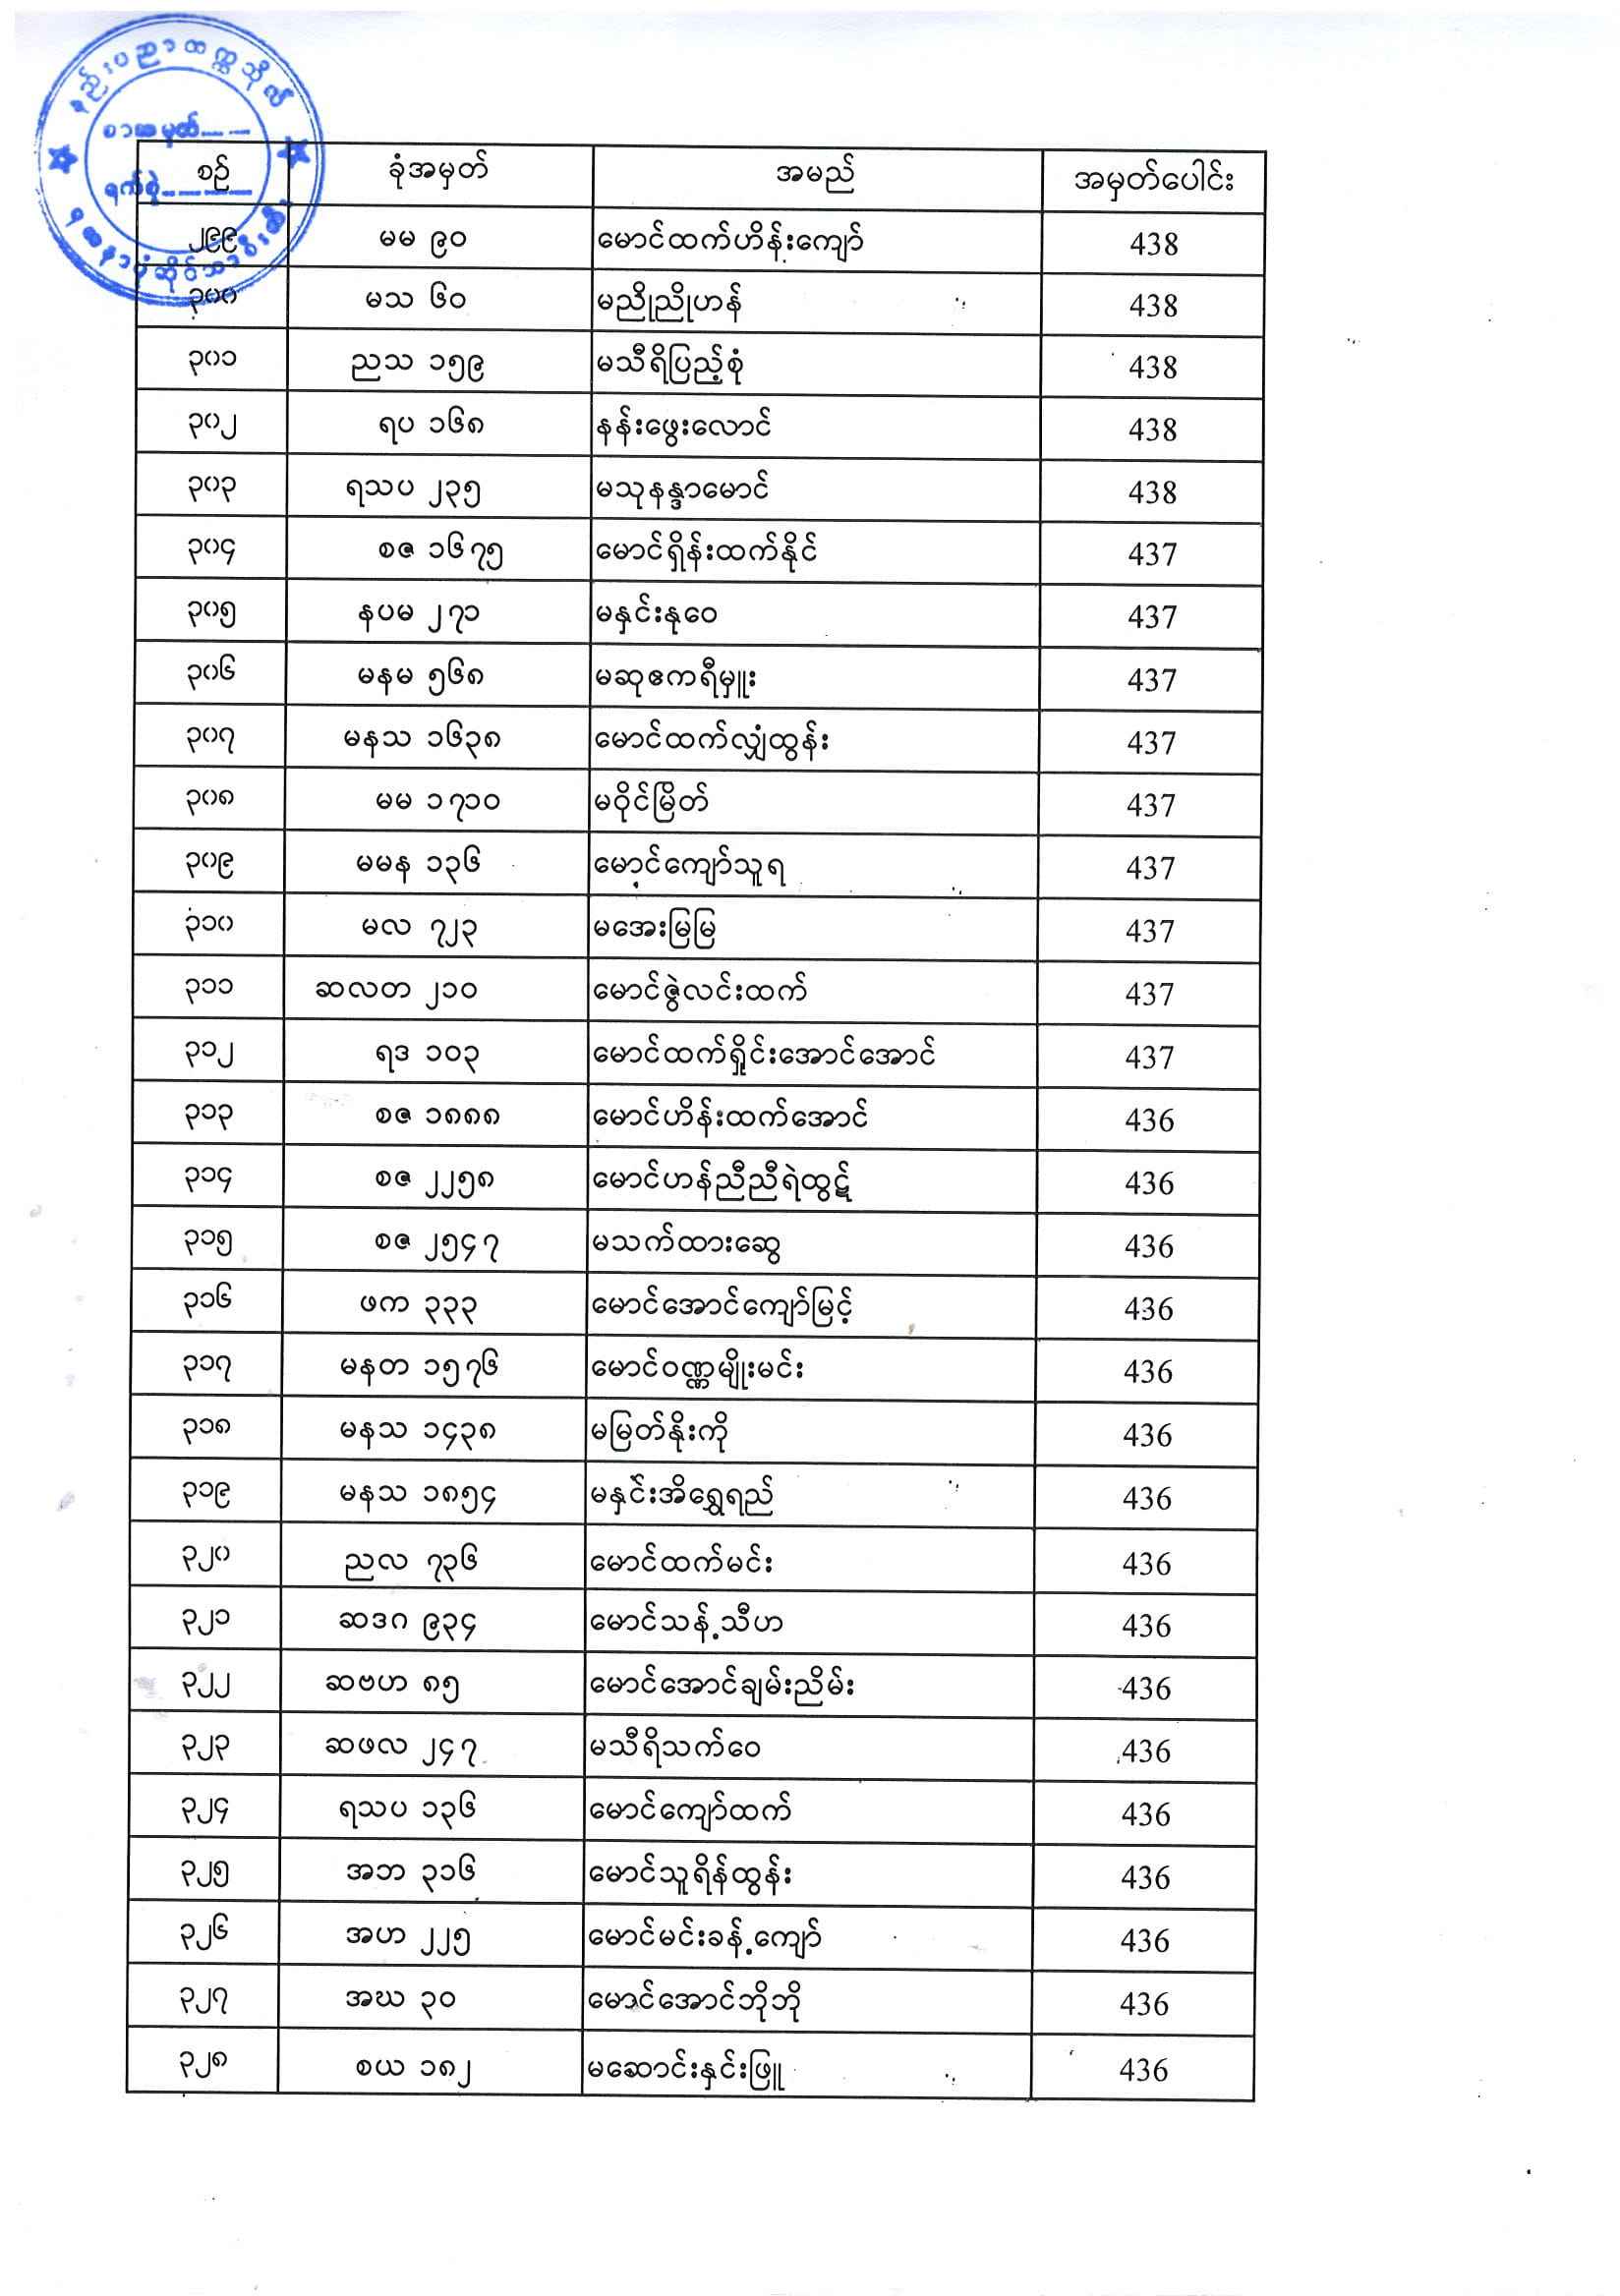 နည်းပညာတက္ကသိုလ်
စာအမှတ်
ရက်စွဲ
စဉ် ခုံအမှတ် အမည် အမှတ်ပေါင်း
၂၉၉ မမ ၉၀ မောင်ထက်ဟိန်းကျော် 438
၃၀၀ မသ ၆၀ မညိုညိုဟန် 438
၃၀၁ ညသ ၁၅၉ မသီရိပြည့်စုံ 438
၃၀၂ ရပ ၁၆၈ နန်းဖွေးလောင် 438
၃၀၃ ရသပ ၂၃၅ မသုနန္ဒာမောင် 438
၃၀၄ စဇ ၁၆၇၅ မောင်ရှိန်းထက်နိုင် 437
၃၀၅ နပမ ၂၇၁ မနှင်းနုဝေ 437
၃၀၆ မနမ ၅၆၈ မဆုဧကရီမှူး 437
၃၀၇ မနသ ၁၆၃၈ မောင်ထက်လျှံထွန်း 437
၃၀၈ မမ ၁၇၁၀ မဝိုင်မြိတ် 437
၃၀၉ မမန ၁၃၆ မောင်ကျော်သူရ 437
၃၁၀ မလ ၇၂၃ မအေးမြမြ 437
၃၁၁ ဆလတ ၂၁၀ မောင်ဇွဲလင်းထက် 437
၃၁၂ ရဒ ၁၀၃ မောင်ထက်ရှိုင်းအောင်အောင် 437
၃၁၃ စဇ ၁၈၈၈ မောင်ဟိန်းထက်အောင် 436
၃၁၄ စဇ ၂၂၅၈ မောင်ဟန်ညီညီရဲထွဋ် 436
၃၁၅ စဇ ၂၅၄၇ မသက်ထားဆွေ 436
၃၁၆ ဖက ၃၃၃ မောင်အောင်ကျော်မြင့် 436
၃၁၇ မနတ ၁၅၇၆ မောင်ဝဏ္ဏမျိုးမင်း 436
၃၁၈ မနသ ၁၄၃၈ မမြတ်နိုးကို 436
၃၁၉ မနသ ၁၈၅၄ မနှင်းအိရွှေရည် 436
၃၂၀ ညလ ၇၃၆ မောင်ထက်မင်း 436
၃၂၁ ဆဒဂ ၉၃၄ မောင်သန့်သီဟ 436
၃၂၂ ဆဗဟ ၈၅ မောင်အောင်ချမ်းညိမ်း 436
၃၂၃ ဆဖလ ၂၄၇ မသီရိသက်ဝေ 436
၃၂၄ ရသပ ၁၃၆ မောင်ကျော်ထက် 436
၃၂၅ အဘ ၃၁၆ မောင်သူရိန်ထွန်း 436
၃၂၆ အဟ ၂၂၅ မောင်မင်းခန့်ကျော် 436
၃၂၇ အဃ ၃၀ မောင်အောင်ဘိုဘို 436
၃၂၈ စယ ၁၈၂ မဆောင်းနှင်းဖြူ 436